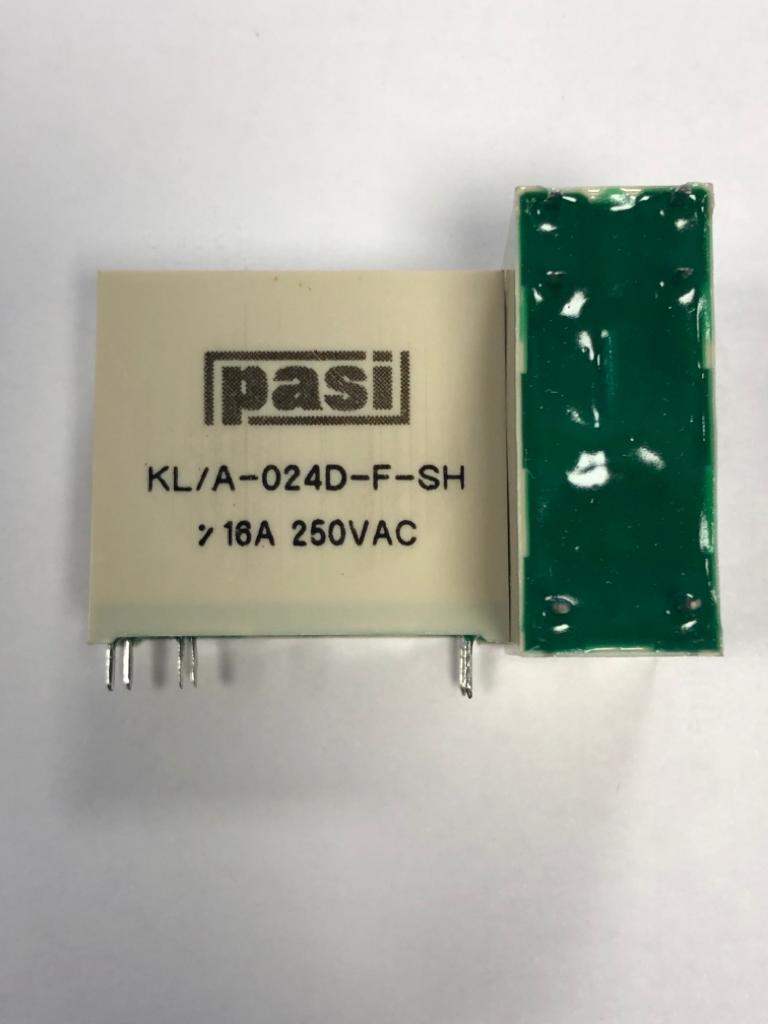 pasi
KL/A-024D-F-SH
⁒ 16A 250VAC